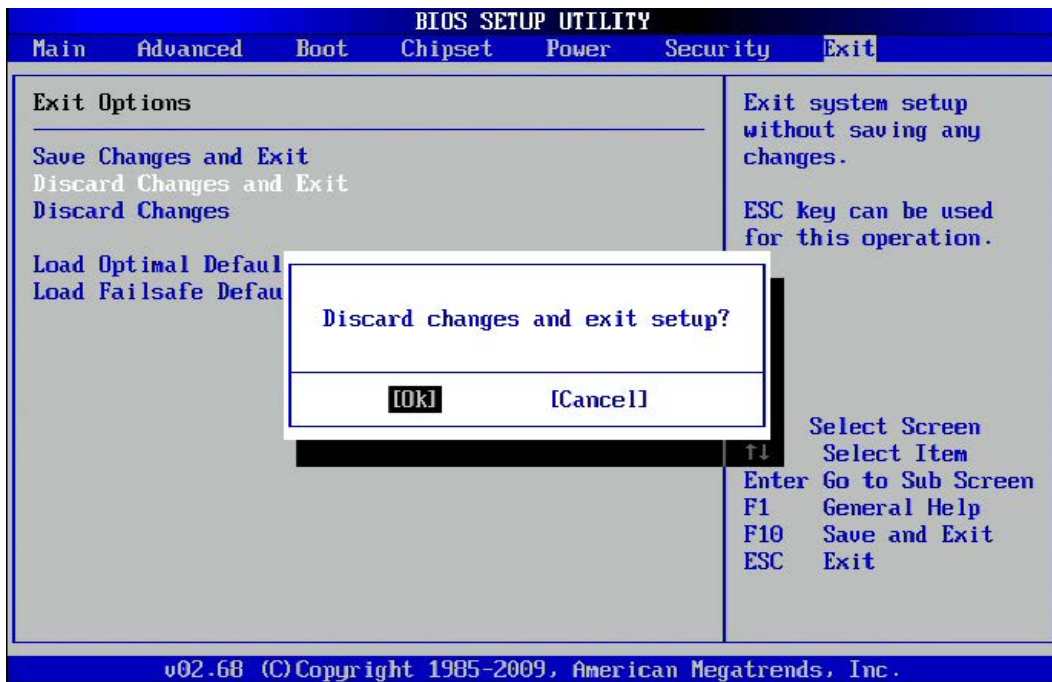 BIOS SETUP UTILITY
Main Advanced Boot Chipset Power Security Exit
Exit Options
Save Changes and Exit
Discard Changes and Exit
Discard Changes
Load Optimal Defaul
Load Failsafe Defau
Discard changes and exit setup?
[Ok] [Cancel]
Exit system setup
without saving any
changes.
ESC key can be used
for this operation.
Select Screen
↑↓ Select Item
Enter Go to Sub Screen
F1 General Help
F10 Save and Exit
ESC Exit
v02.68 (C)Copyright 1985-2009, American Megatrends, Inc.